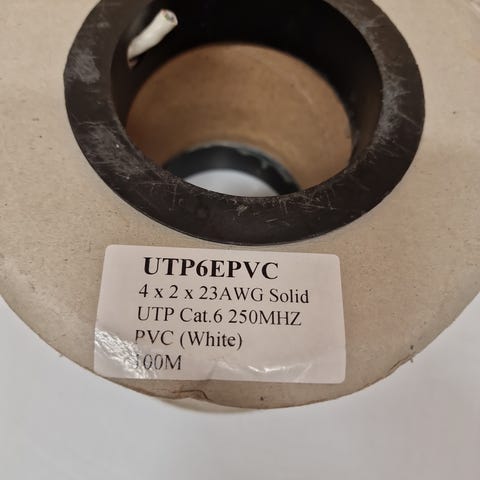 UTP6EPVC
4 x 2 x 23AWG Solid
UTP Cat.6 250MHZ
PVC (White)
100M